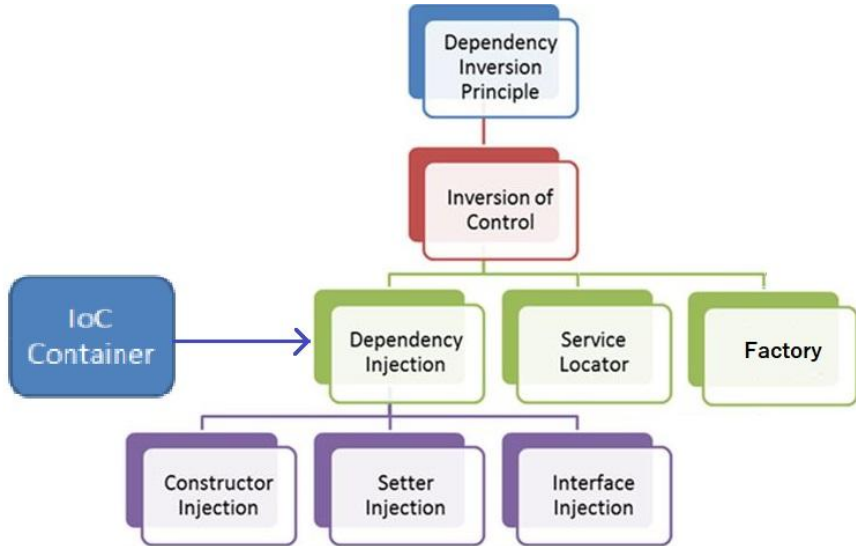 Dependency
Inversion
Principle
Inversion of
Control
IoC
Container
Dependency
Injection
Service
Locator
Factory
Constructor
Injection
Setter
Injection
Interface
Injection